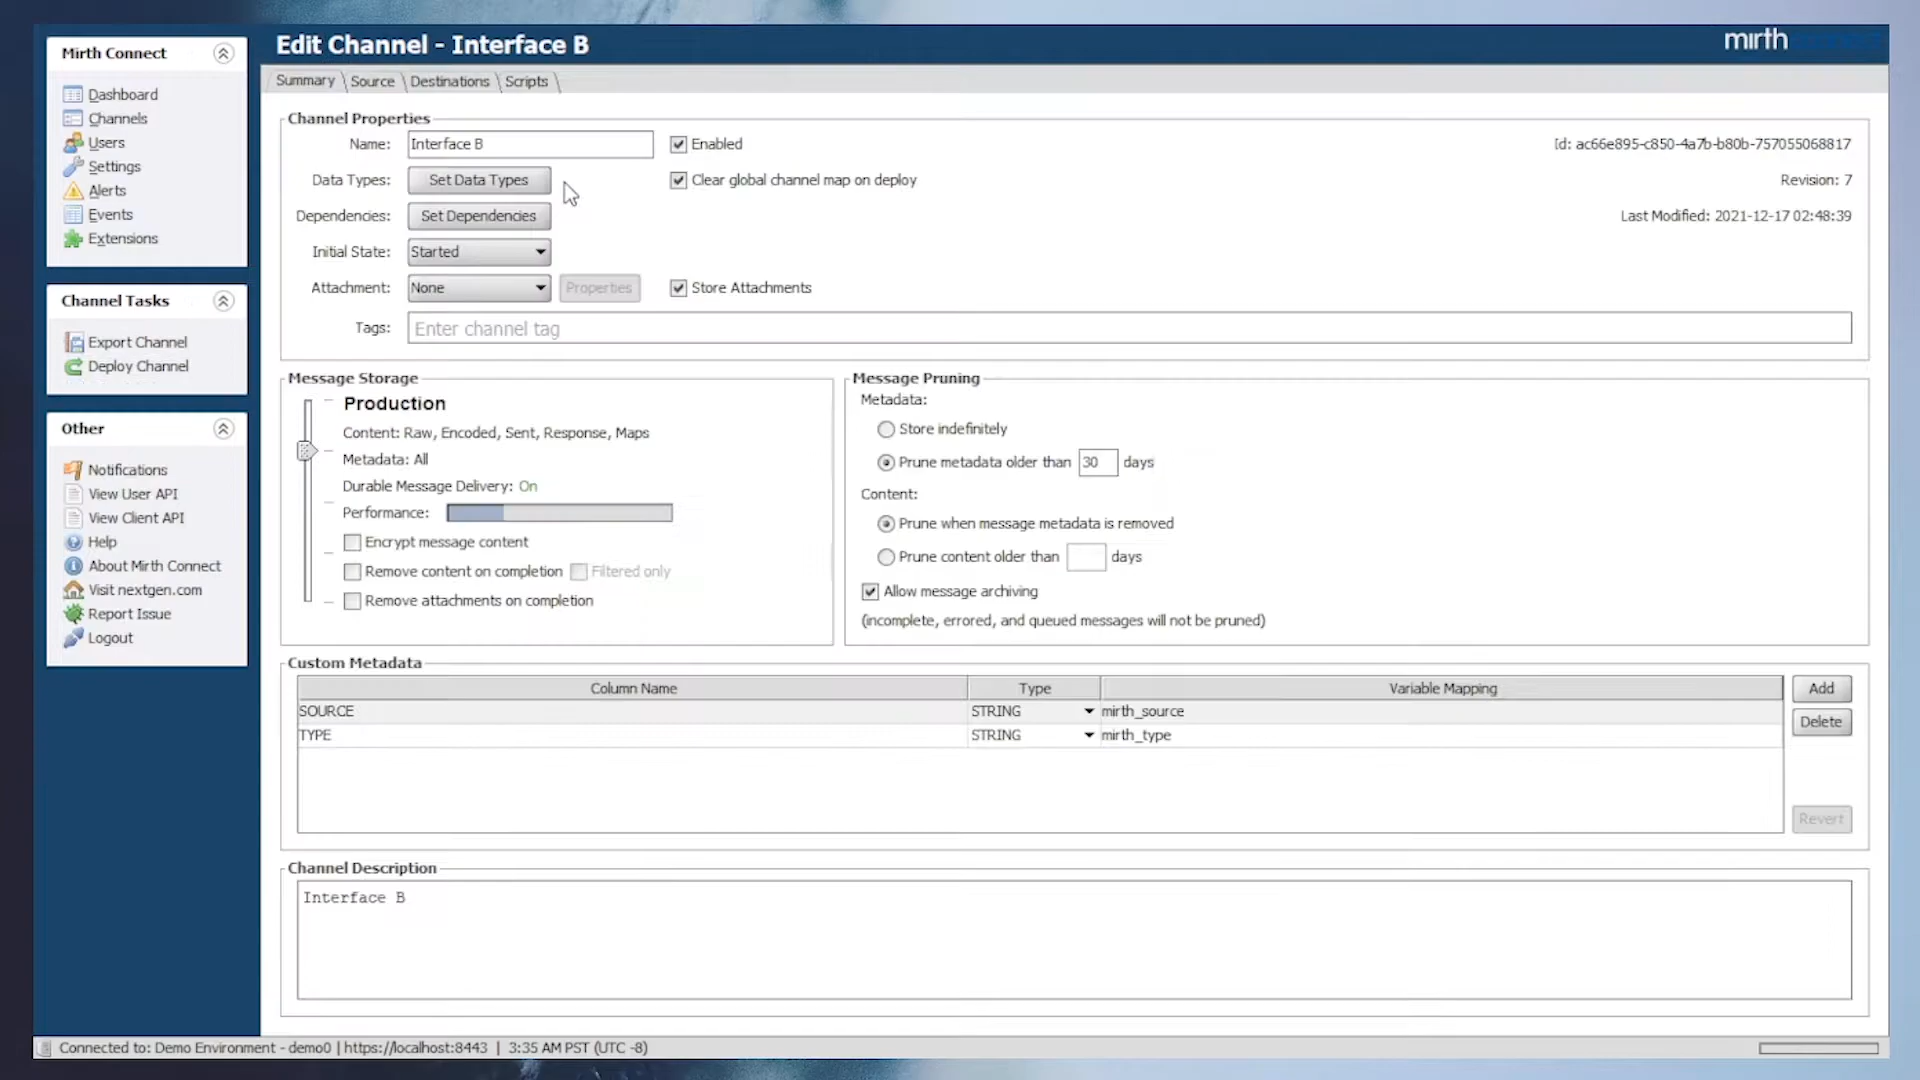 Mirth Connect
Dashboard
Channels
Users
Settings
Alerts
Events
Extensions
Channel Tasks
Export Channel
Deploy Channel
Other
Notifications
View User API
View Client API
Help
About Mirth Connect
Visit nextgen.com
Report Issue
Logout
Edit Channel - Interface B
mirth
Summary Source Destinations Scripts
Channel Properties
Name: Interface B Enabled Id: ac66e895-c850-4a7b-b80b-757055068817
Data Types: Set Data Types Clear global channel map on deploy Revision: 7
Dependencies: Set Dependencies Last Modified: 2021-12-17 02:48:39
Initial State: Started
Attachment: None Properties Store Attachments
Tags: Enter channel tag
Message Storage
Production
Content: Raw, Encoded, Sent, Response, Maps
Metadata: All
Durable Message Delivery: On
Performance:
Encrypt message content
Remove content on completion Filtered only
Remove attachments on completion
Message Pruning
Metadata:
Store indefinitely
Prune metadata older than 30 days
Content:
Prune when message metadata is removed
Prune content older than days
Allow message archiving
(incomplete, errored, and queued messages will not be pruned)
Custom Metadata
Column Name Type Variable Mapping Add
SOURCE STRING mirth_source
TYPE STRING mirth_type Delete
Revert
Channel Description
Interface B
Connected to: Demo Environment - demo0 | https://localhost:8443 | 3:35 AM PST (UTC -8)